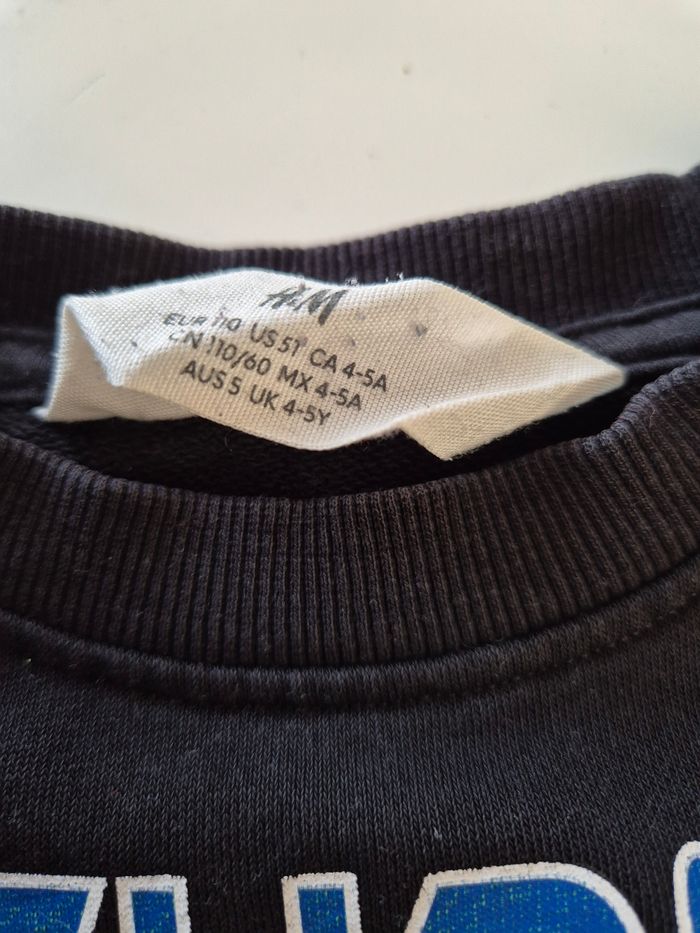 H&M
EUR 110 US 5T CA 4-5A
CN 110/60 MX 4-5A
AUS 5 UK 4-5Y